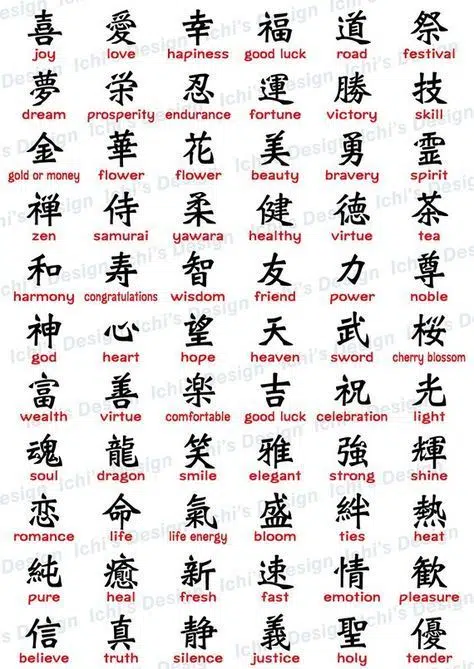 喜 愛 幸 福 道 祭
joy love hapiness good luck road festival
夢 栄 忍 運 勝 技
dream prosperity endurance fortune victory skill
金 華 花 美 勇 霊
gold or money flower flower beauty bravery spirit
禅 侍 柔 健 徳 茶
zen samurai yawara healthy virtue tea
和 寿 智 友 力 尊
harmony congratulations wisdom friend power noble
神 心 望 天 武 桜
god heart hope heaven sword cherry blossom
富 善 楽 吉 祝 光
wealth virtue comfortable good luck celebration light
魂 龍 笑 雅 強 輝
soul dragon smile elegant strong shine
恋 命 氣 盛 絆 熱
romance life life energy bloom ties heat
純 癒 新 速 情 歓
pure heal fresh fast emotion pleasure
信 真 静 義 聖 優
believe truth silence justice holy tender
Ichi's Design